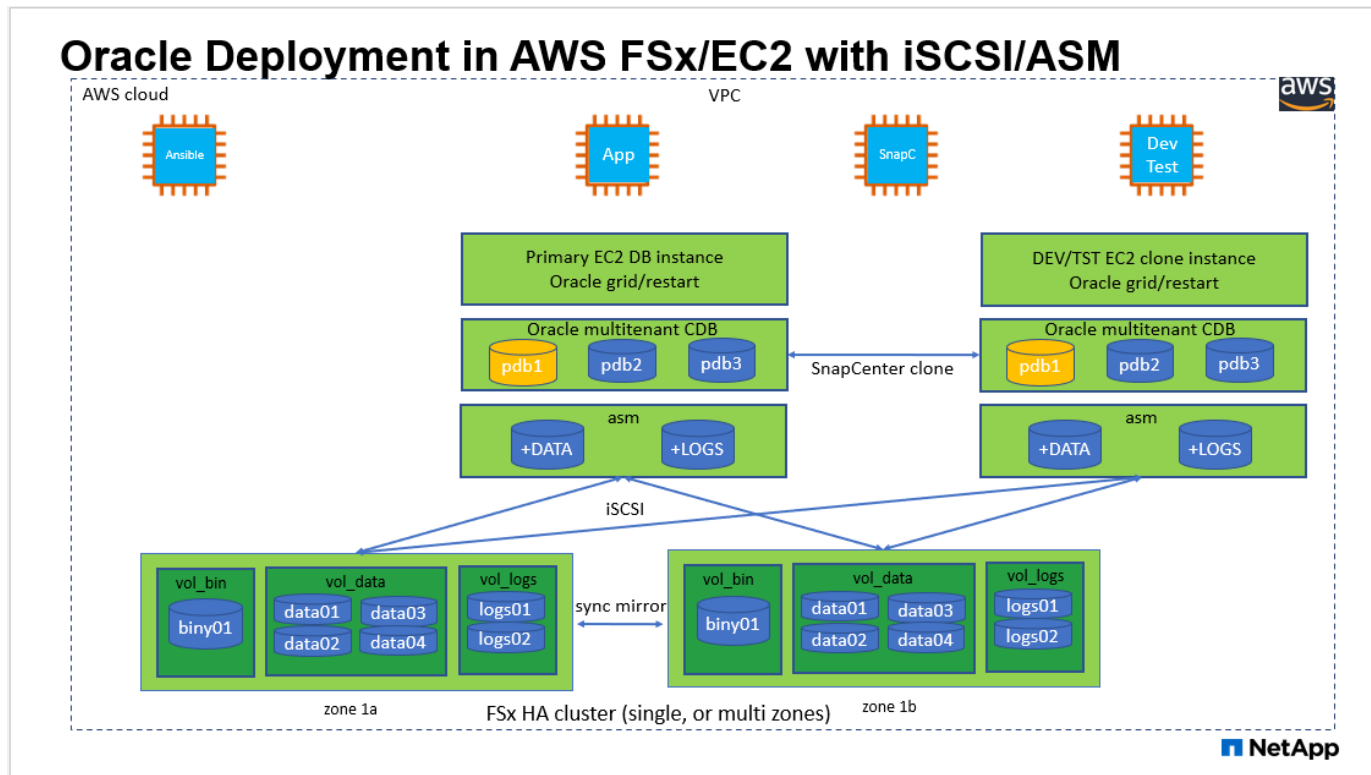 Oracle Deployment in AWS FSx/EC2 with iSCSI/ASM
AWS cloud
VPC
aws
Ansible
App
SnapC
Dev
Test
Primary EC2 DB instance
Oracle grid/restart
DEV/TST EC2 clone instance
Oracle grid/restart
Oracle multitenant CDB
pdb1
pdb2
pdb3
SnapCenter clone
Oracle multitenant CDB
pdb1
pdb2
pdb3
asm
+DATA
+LOGS
asm
+DATA
+LOGS
iSCSI
vol_bin
biny01
vol_data
data01
data03
data02
data04
vol_logs
logs01
logs02
sync mirror
vol_bin
biny01
vol_data
data01
data03
data02
data04
vol_logs
logs01
logs02
zone 1a
FSx HA cluster (single, or multi zones)
zone 1b
NetApp